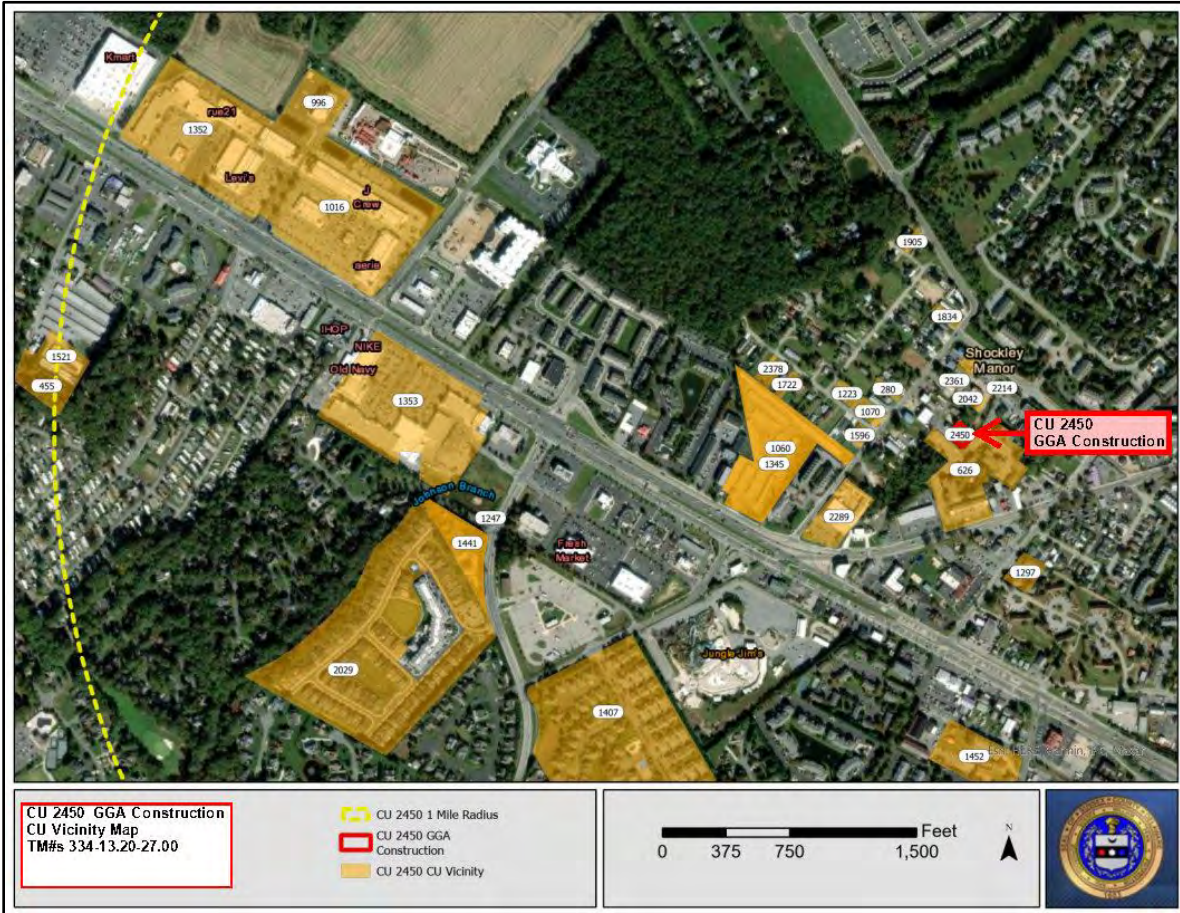 Kmart
rue21
996
1352
Levi's
J
Crew
1016
aerie
1905
1834
IHOP
NIKE
Old Navy
1521
455
1353
Shockley
Manor
2378
1722
2361
2214
1223
280
2042
1070
1596
2450
CU 2450
GGA Construction
1060
1345
626
Johnson Branch
1247
2289
1441
Fresh
Market
1297
2029
Jungle Jim's
1407
1452
CU 2450 GGA Construction
CU Vicinity Map
TM#s 334-13.20-27.00
CU 2450 1 Mile Radius
CU 2450 GGA
Construction
CU 2450 CU Vicinity
Feet
0 375 750 1,500
N